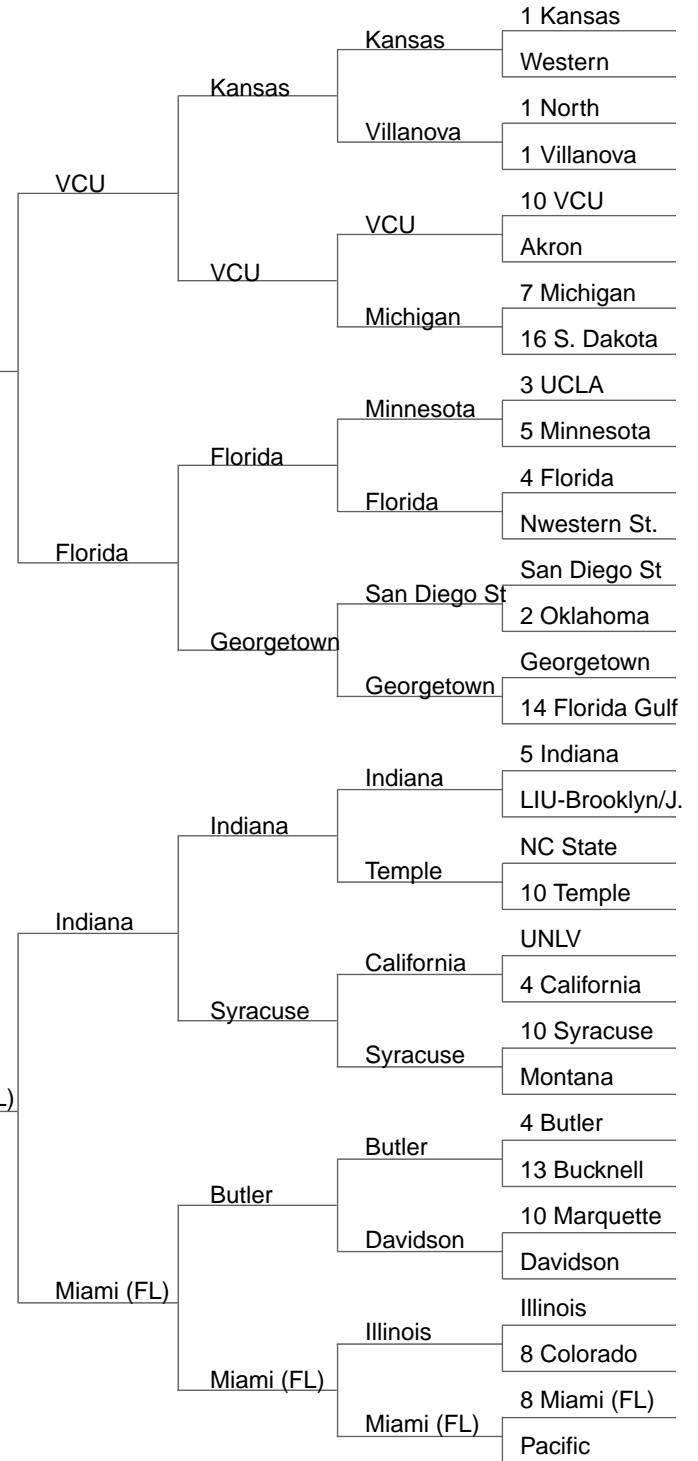 1 Kansas
Kansas
Western
Kansas
1 North
Villanova
1 Villanova
VCU
10 VCU
VCU
Akron
VCU
7 Michigan
Michigan
16 S. Dakota
3 UCLA
Minnesota
5 Minnesota
Florida
4 Florida
Florida
Nwestern St.
Florida
San Diego St
San Diego St
2 Oklahoma
Georgetown
Georgetown
Georgetown
14 Florida Gulf
5 Indiana
Indiana
LIU-Brooklyn/J.
Indiana
NC State
Temple
10 Temple
Indiana
UNLV
California
4 California
Syracuse
10 Syracuse
Syracuse
Montana
L)
4 Butler
Butler
13 Bucknell
Butler
10 Marquette
Davidson
Davidson
Miami (FL)
Illinois
Illinois
8 Colorado
Miami (FL)
8 Miami (FL)
Miami (FL)
Pacific